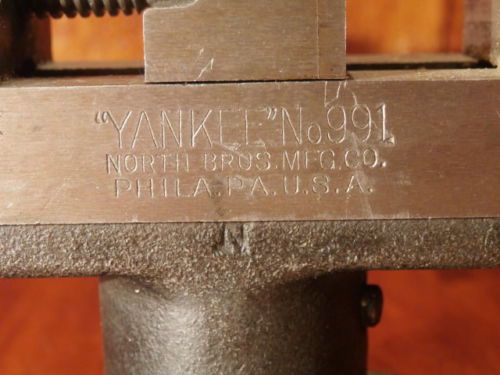 "YANKEE" No 991
NORTH BROS. MFG. CO.
PHILA. PA. U.S.A.
N